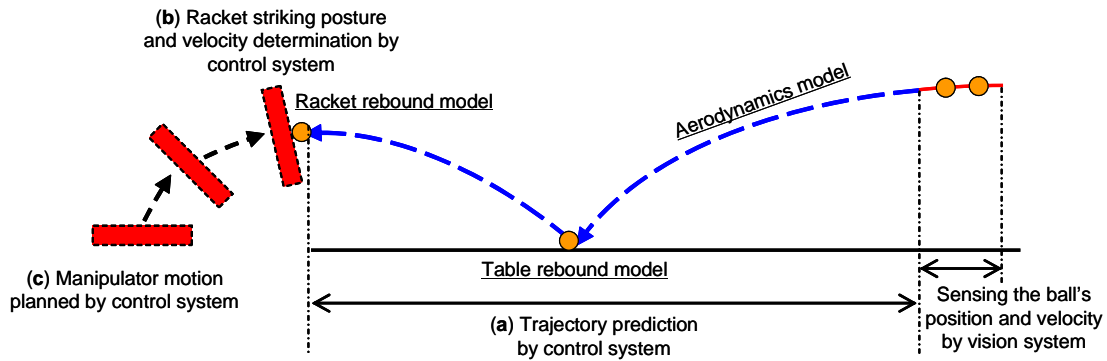 (b) Racket striking posture
and velocity determination by
control system
Racket rebound model
Aerodynamics model
Table rebound model
(c) Manipulator motion
planned by control system
(a) Trajectory prediction
by control system
Sensing the ball's
position and velocity
by vision system